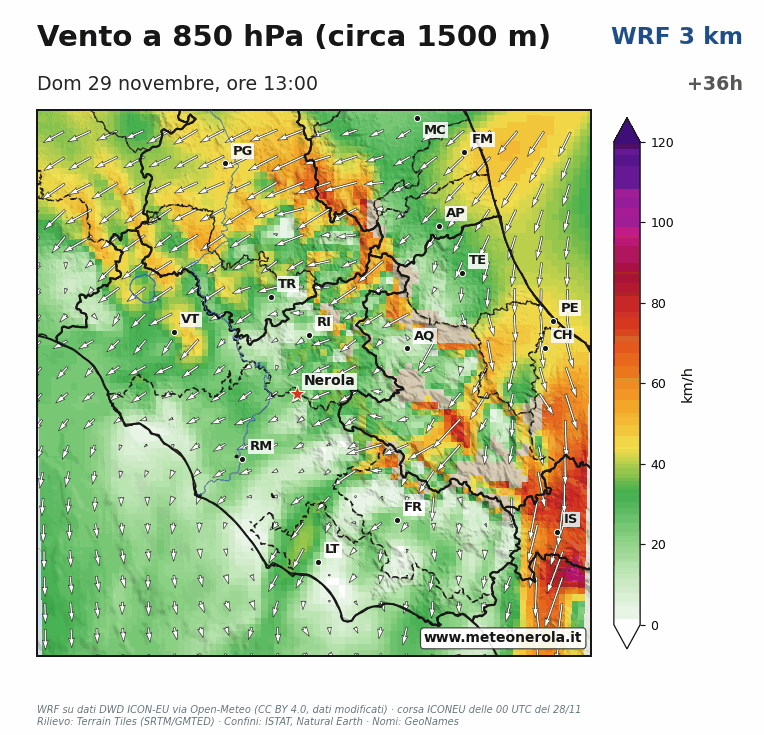 Vento a 850 hPa (circa 1500 m)
WRF 3 km
Dom 29 novembre, ore 13:00
+36h
MC
FM
PG
AP
TE
TR
PE
VT
RI
AQ
CH
Nerola
RM
FR
IS
LT
www.meteonerola.it
120
100
80
60
40
20
0
km/h
WRF su dati DWD ICON-EU via Open-Meteo (CC BY 4.0, dati modificati) · corsa ICONEU delle 00 UTC del 28/11
Rilievo: Terrain Tiles (SRTM/GMTED) · Confini: ISTAT, Natural Earth · Nomi: GeoNames